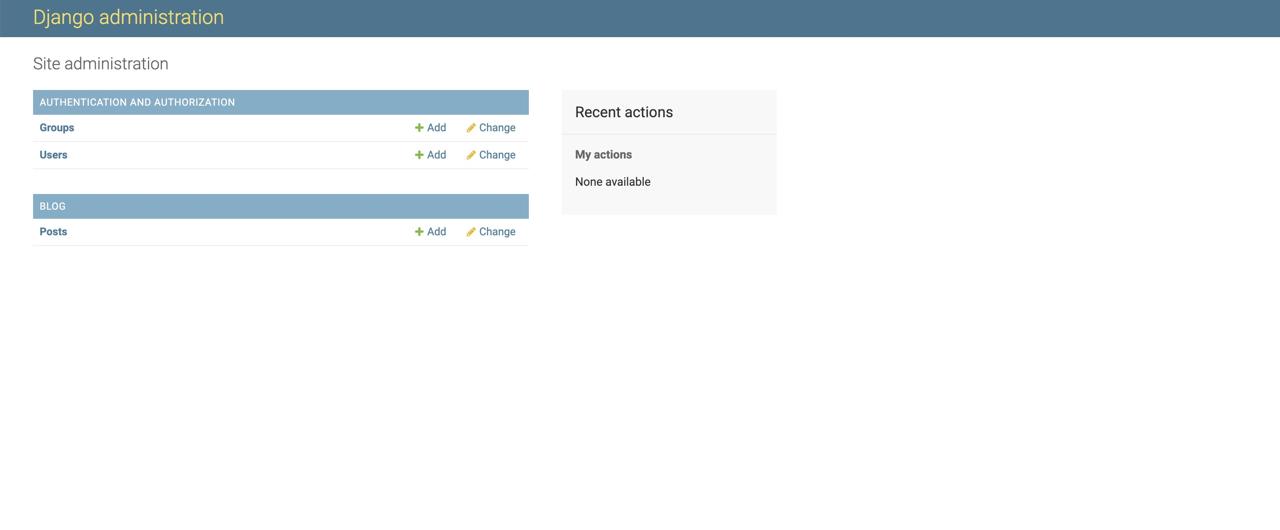 Django administration
Site administration
AUTHENTICATION AND AUTHORIZATION
Groups Add Change
Users Add Change
BLOG
Posts Add Change
Recent actions
My actions
None available